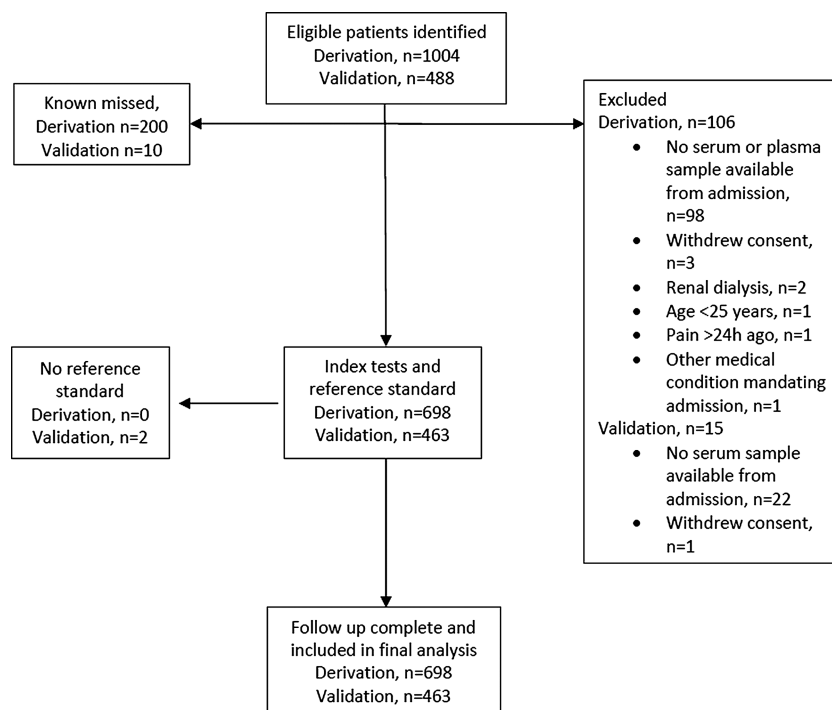 Eligible patients identified
Derivation, n=1004
Validation, n=488
Known missed,
Derivation n=200
Validation n=10
Excluded
Derivation, n=106
• No serum or plasma
sample available
from admission,
n=98
• Withdrew consent,
n=3
• Renal dialysis, n=2
• Age <25 years, n=1
• Pain >24h ago, n=1
• Other medical
condition mandating
admission, n=1
Validation, n=15
• No serum sample
available from
admission, n=22
• Withdrew consent,
n=1
No reference
standard
Derivation, n=0
Validation, n=2
Index tests and
reference standard
Derivation, n=698
Validation, n=463
Follow up complete and
included in final analysis
Derivation, n=698
Validation, n=463